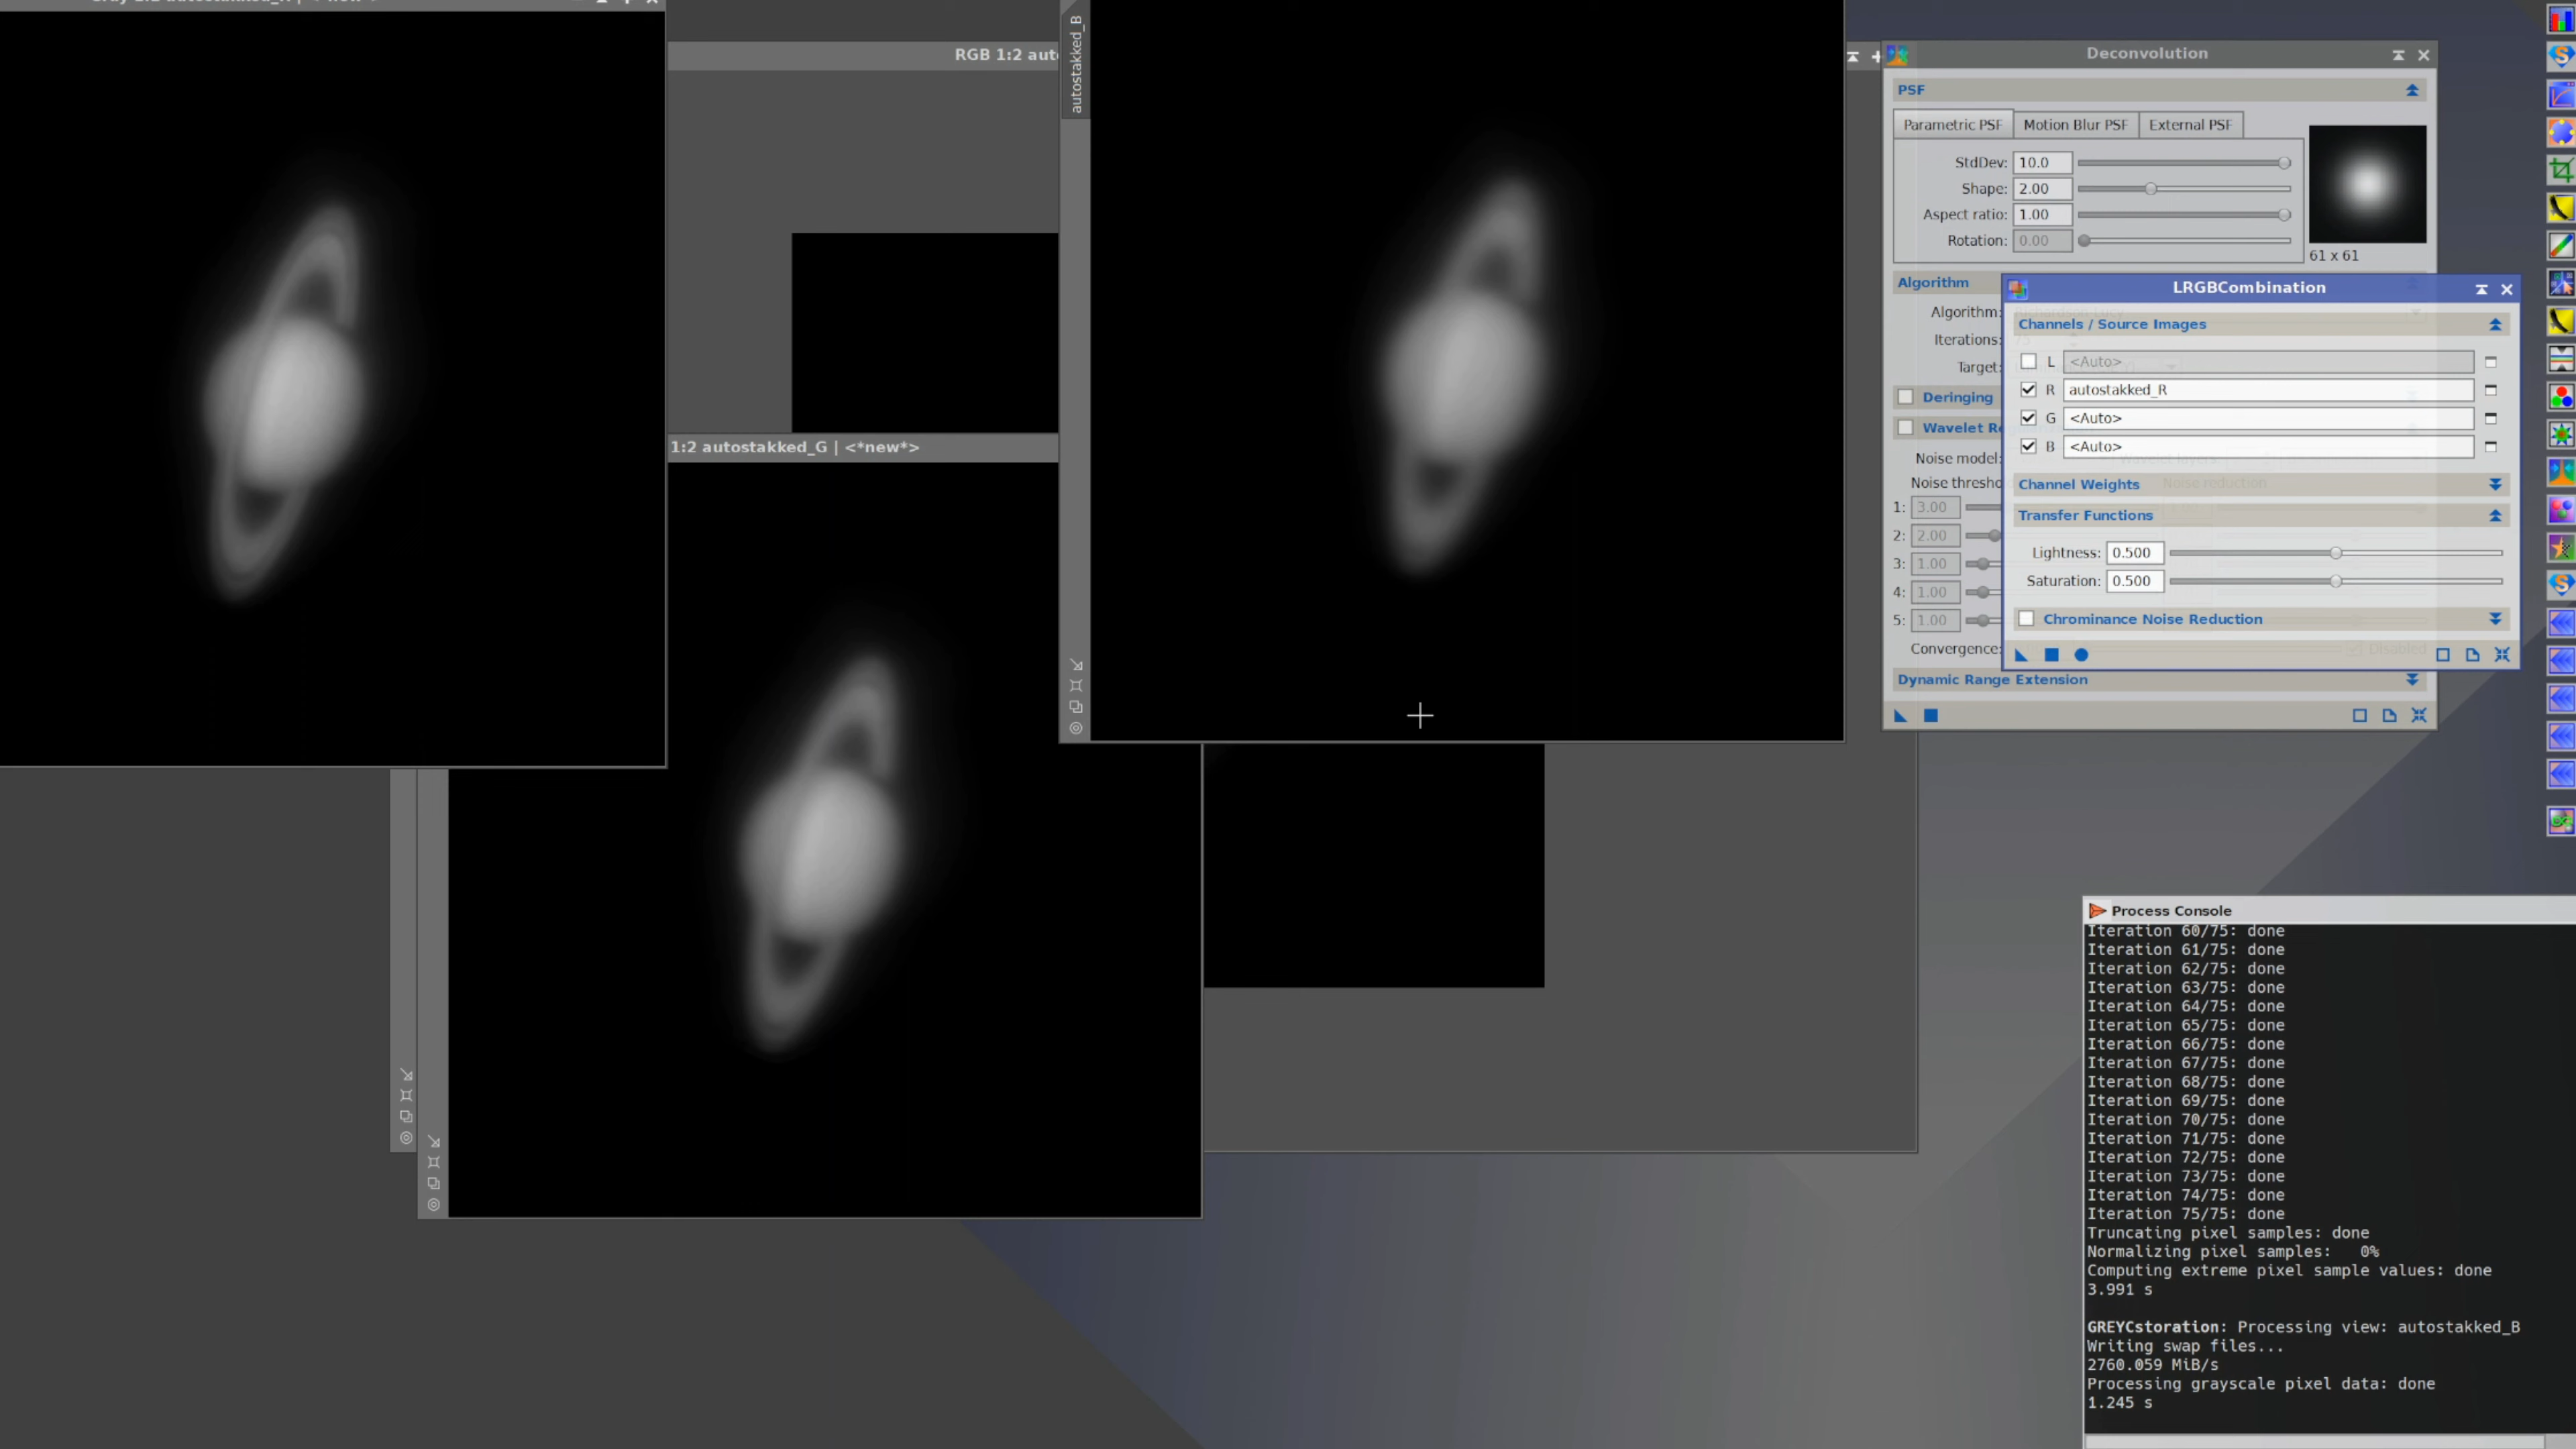 Gray 1:2 autostakked_R | <*new*>
RGB 1:2 aut
autostakked_B
1:2 autostakked_G | <*new*>
Deconvolution
PSF
Parametric PSF
Motion Blur PSF
External PSF
StdDev: 10.0
Shape: 2.00
Aspect ratio: 1.00
Rotation: 0.00
61 x 61
Algorithm
Algorithm:
Iterations:
Target:
Deringing
Wavelet Re
Noise model:
Noise thresho
1: 3.00
2: 2.00
3: 1.00
4: 1.00
5: 1.00
Convergence:
Disabled
Dynamic Range Extension
LRGBCombination
Channels / Source Images
L <Auto>
R autostakked_R
G <Auto>
B <Auto>
Channel Weights
Noise reduction
Transfer Functions
Lightness: 0.500
Saturation: 0.500
Chrominance Noise Reduction
Process Console
Iteration 60/75: done
Iteration 61/75: done
Iteration 62/75: done
Iteration 63/75: done
Iteration 64/75: done
Iteration 65/75: done
Iteration 66/75: done
Iteration 67/75: done
Iteration 68/75: done
Iteration 69/75: done
Iteration 70/75: done
Iteration 71/75: done
Iteration 72/75: done
Iteration 73/75: done
Iteration 74/75: done
Iteration 75/75: done
Truncating pixel samples: done
Normalizing pixel samples: 0%
Computing extreme pixel sample values: done
3.991 s
GREYCstoration: Processing view: autostakked_B
Writing swap files...
2760.059 MiB/s
Processing grayscale pixel data: done
1.245 s